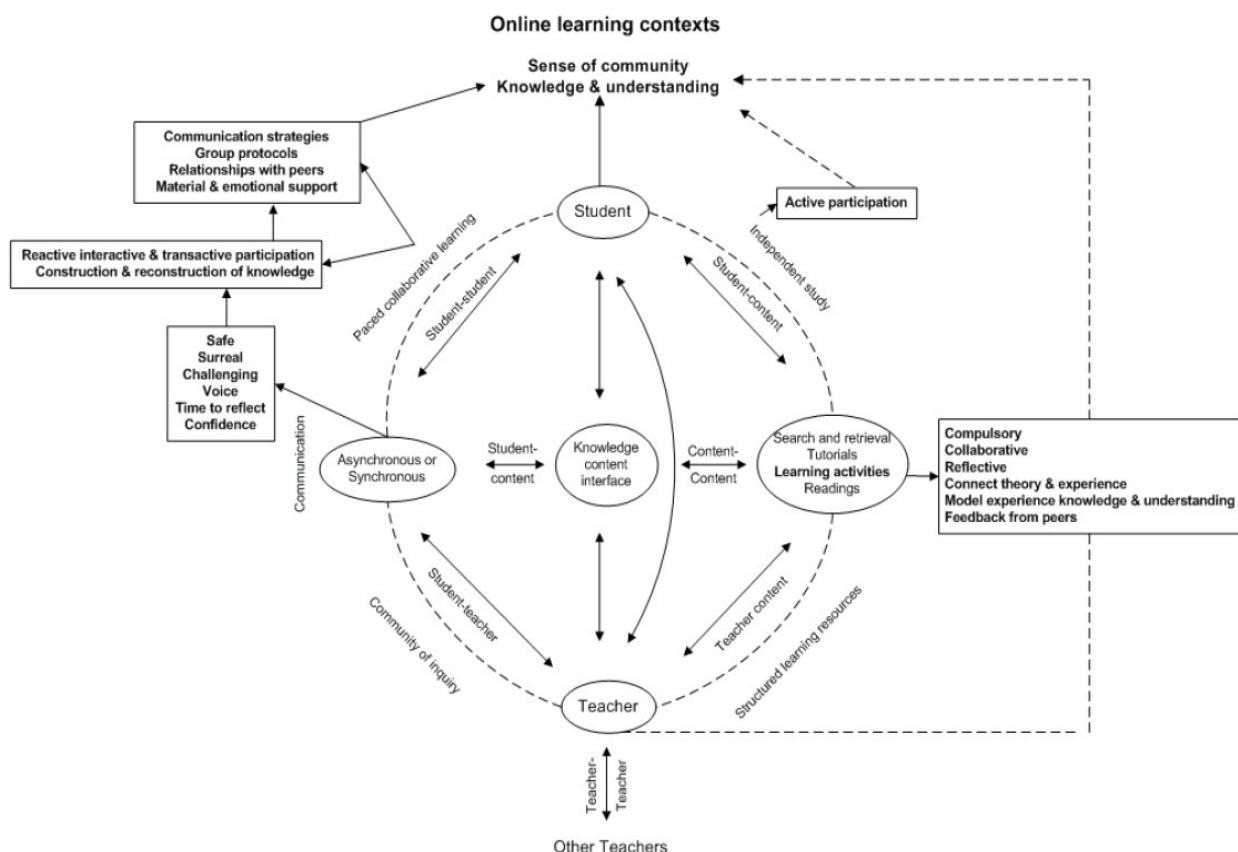 Online learning contexts
Sense of community
Knowledge & understanding
Communication strategies
Group protocols
Relationships with peers
Material & emotional support
Student
Active participation
Reactive interactive & transactive participation
Construction & reconstruction of knowledge
Paced collaborative learning
Student-student
Independent study
Student-content
Safe
Surreal
Challenging
Voice
Time to reflect
Confidence
Communication
Asynchronous or
Synchronous
Student-
content
Knowledge
content
interface
Content-
Content
Search and retrieval
Tutorials
Learning activities
Readings
Compulsory
Collaborative
Reflective
Connect theory & experience
Model experience knowledge & understanding
Feedback from peers
Community of inquiry
Student-teacher
Teacher content
Structured learning resources
Teacher
Teacher-
Teacher
Other Teachers